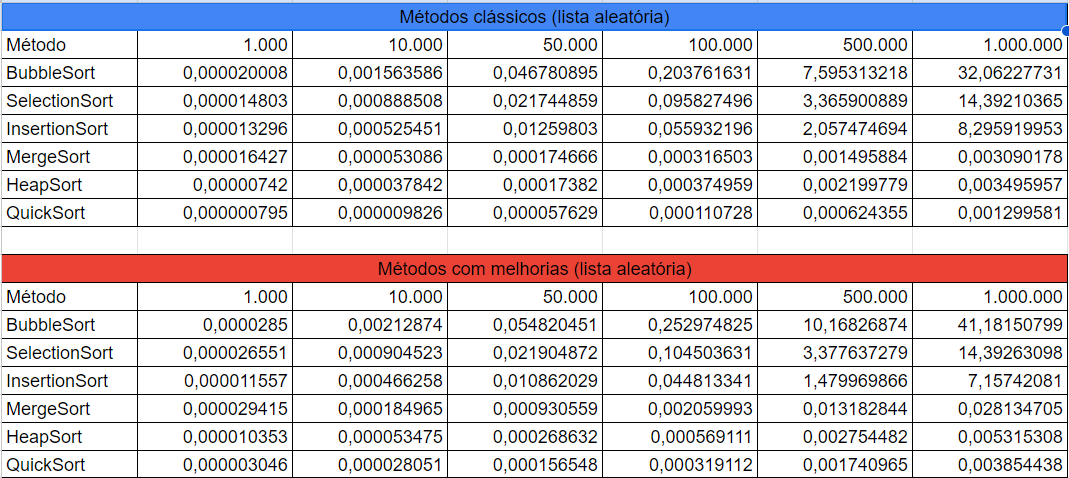 Métodos clássicos (lista aleatória)
Método 1.000 10.000 50.000 100.000 500.000 1.000.000
BubbleSort 0,000020008 0,001563586 0,046780895 0,203761631 7,595313218 32,06227731
SelectionSort 0,000014803 0,000888508 0,021744859 0,095827496 3,365900889 14,39210365
InsertionSort 0,000013296 0,000525451 0,01259803 0,055932196 2,057474694 8,295919953
MergeSort 0,000016427 0,000053086 0,000174666 0,000316503 0,001495884 0,003090178
HeapSort 0,00000742 0,000037842 0,00017382 0,000374959 0,002199779 0,003495957
QuickSort 0,000000795 0,000009826 0,000057629 0,000110728 0,000624355 0,001299581
Métodos com melhorias (lista aleatória)
Método 1.000 10.000 50.000 100.000 500.000 1.000.000
BubbleSort 0,0000285 0,00212874 0,054820451 0,252974825 10,16826874 41,18150799
SelectionSort 0,000026551 0,000904523 0,021904872 0,104503631 3,377637279 14,39263098
InsertionSort 0,000011557 0,000466258 0,010862029 0,044813341 1,479969866 7,15742081
MergeSort 0,000029415 0,000184965 0,000930559 0,002059993 0,013182844 0,028134705
HeapSort 0,000010353 0,000053475 0,000268632 0,000569111 0,002754482 0,005315308
QuickSort 0,000003046 0,000028051 0,000156548 0,000319112 0,001740965 0,003854438